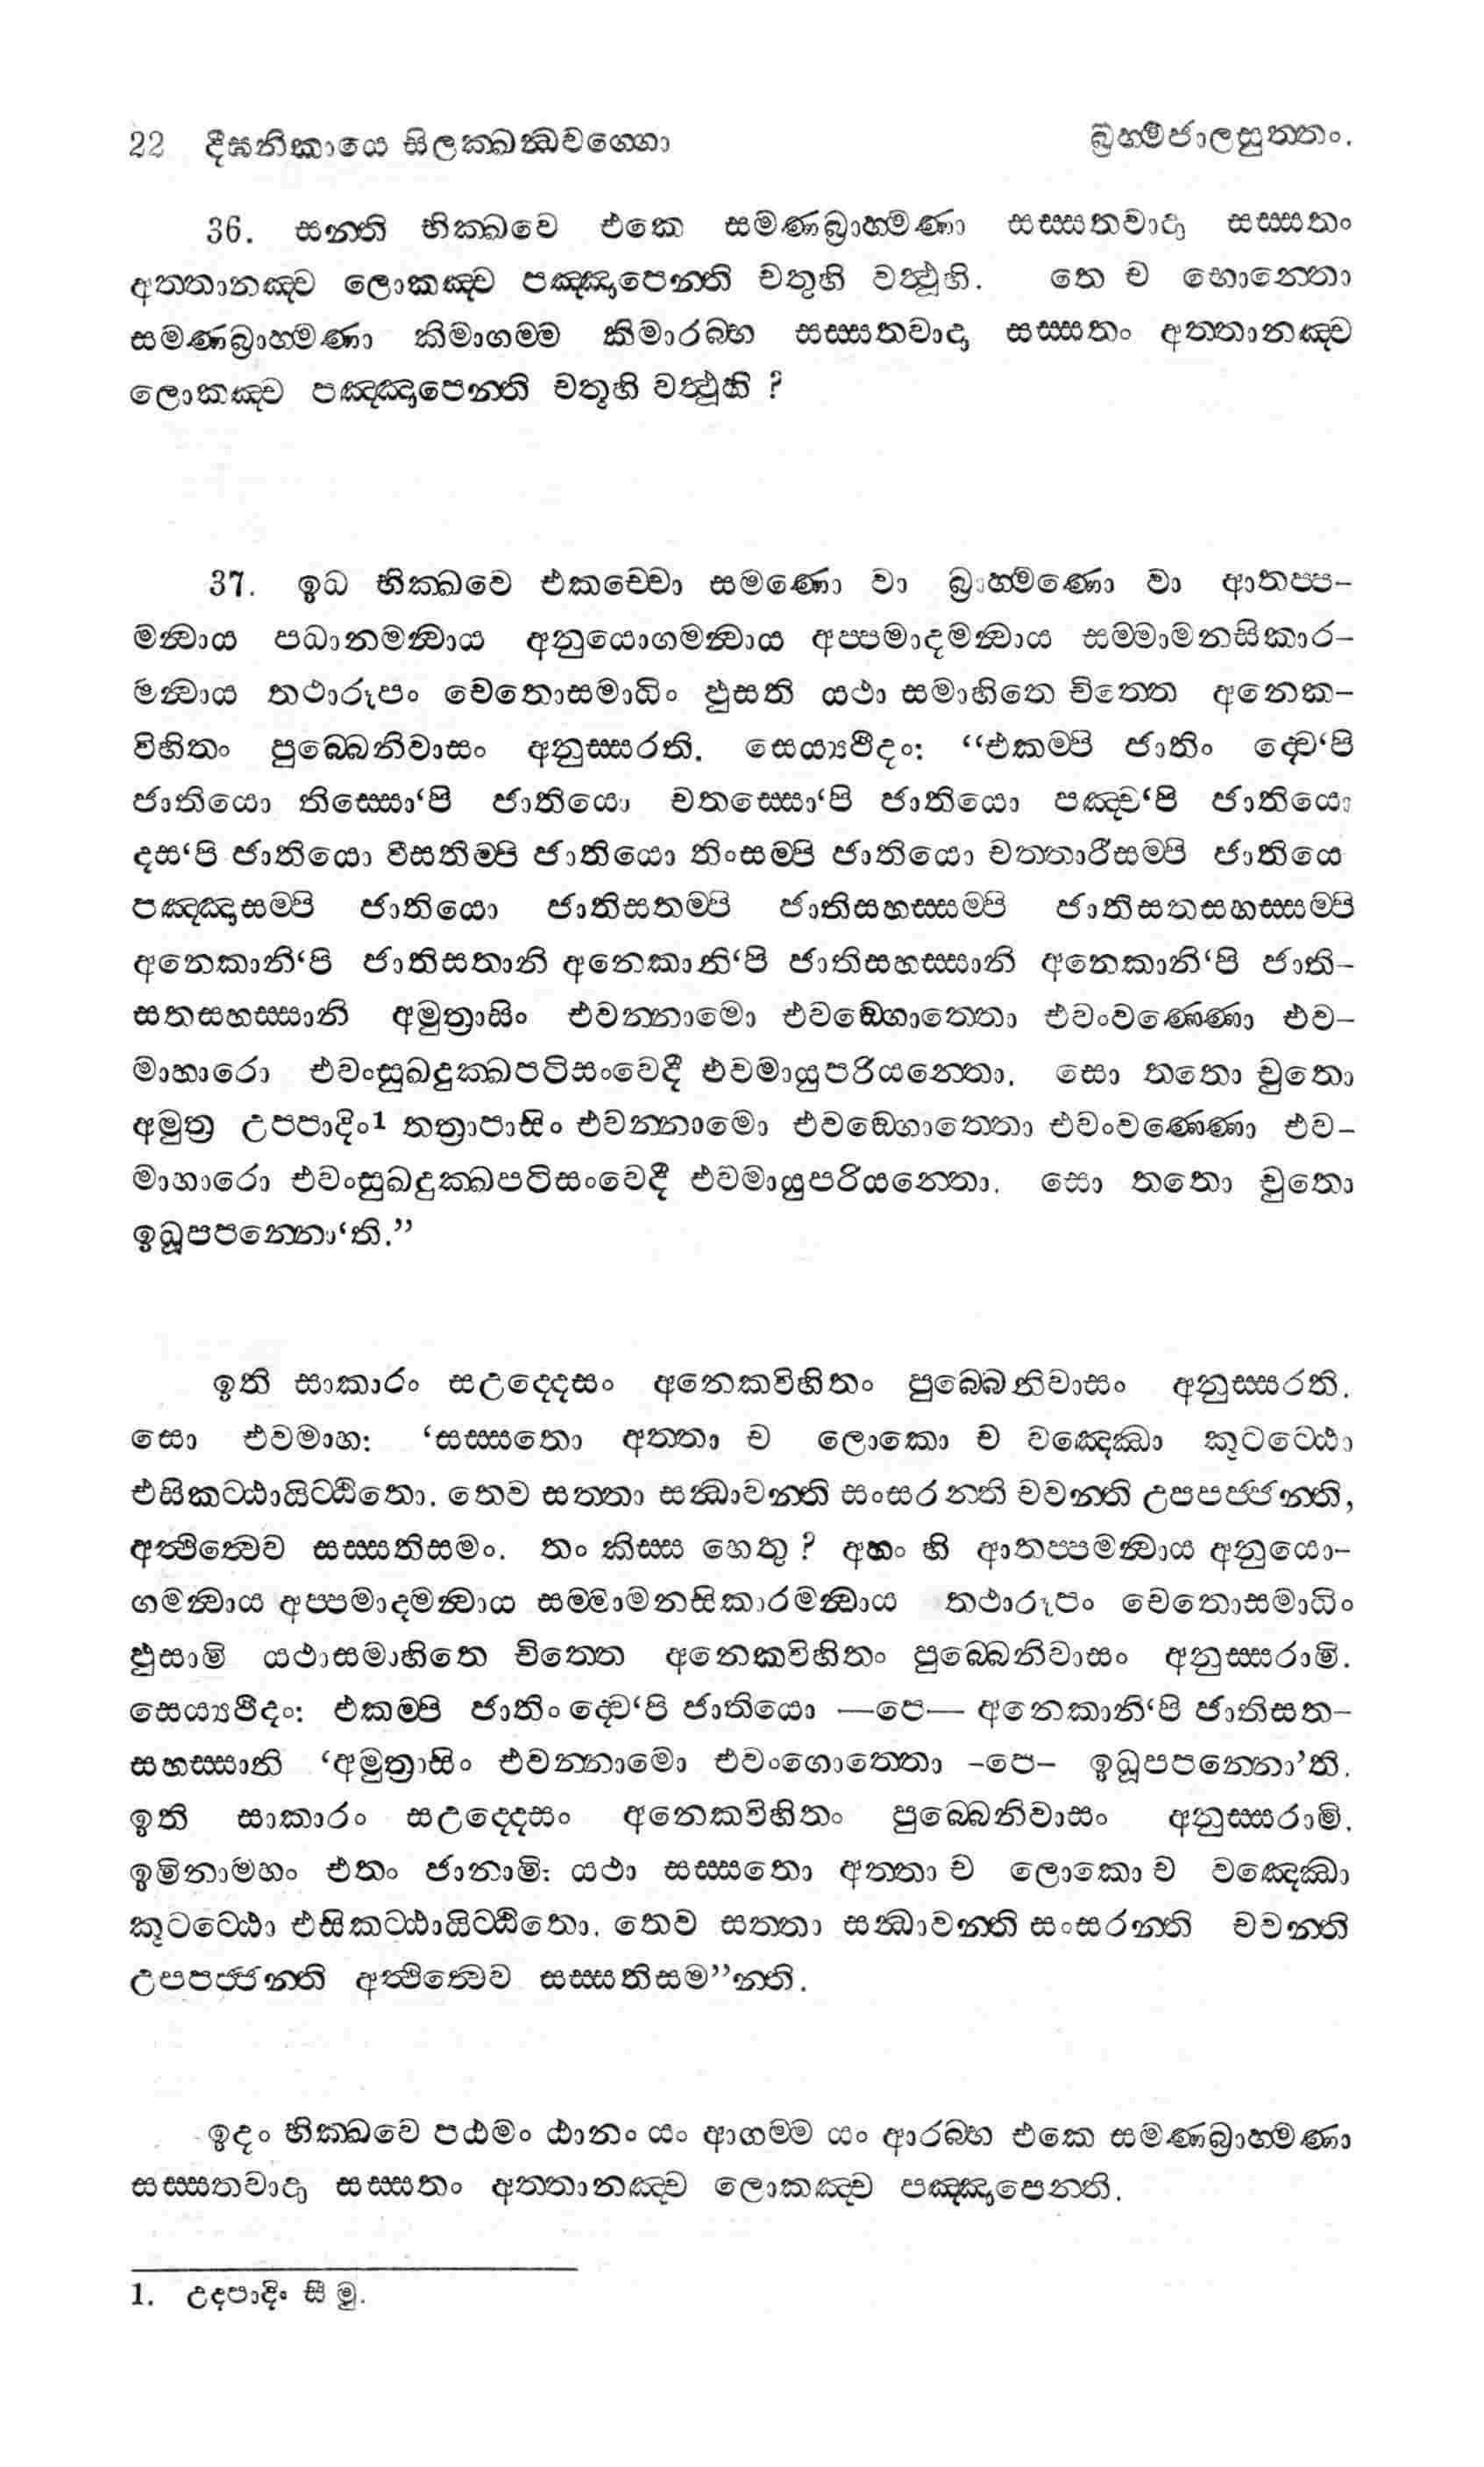 22 දීඝනිකායෙ සිලක්ඛන්ධවග්ගො බ්‍රහ්මජාලසුත්තං.
36. සන්ති භික්ඛවෙ එකෙ සමණබ්‍රාහ්මණා සස්සතවාදා සස්සතං
අත්තානඤ්ච ලොකඤ්ච පඤ්ඤාපෙන්ති චතුහි වත්ථූහි. තෙ ච භොන්තො
සමණබ්‍රාහ්මණා කිමාගම්ම කිමාරබ්භ සස්සතවාදා සස්සතං අත්තානඤ්ච
ලොකඤ්ච පඤ්ඤාපෙන්ති චතූහි වත්ථූහි ?
37. ඉධ භික්ඛවෙ එකච්චො සමණො වා බ්‍රාහ්මණො වා ආතප්ප-
මන්වාය පධානමන්වාය අනුයොගමන්වාය අප්පමාදමන්වාය සම්මාමනසිකාර-
මන්වාය තථාරූපං චෙතොසමාධිං ඵුසති යථා සමාහිතෙ චිත්තෙ අනෙක-
විහිතං පුබ්බෙනිවාසං අනුස්සරති. සෙය්‍යථීදං: “එකම්පි ජාතිං ද්වෙ‘පි
ජාතියො තිස්සො‘පි ජාතියො චතස්සො‘පි ජාතියො පඤ්ච‘පි ජාතියො
දස‘පි ජාතියො වීසතිම්පි ජාතියො තිංසම්පි ජාතියො චත්තාරීසම්පි ජාතියෙ
පඤ්ඤාසම්පි ජාතියො ජාතිසතම්පි ජාතිසහස්සම්පි ජාතිසතසහස්සම්පි
අනෙකානි‘පි ජාතිසතානි අනෙකානි‘පි ජාතිසහස්සානි අනෙකානි‘පි ජාති-
සතසහස්සානි අමුත්‍රාසිං එවන්නාමො එවඞ්ගොත්තො එවංවණ්ණො එව-
මාහාරො එවංසුඛදුක්ඛපටිසංවෙදී එවමායුපරියන්තො. සො තතො චුතො
අමුත්‍ර උපපාදිං¹ තත්‍රාපාසිං එවන්නාමො එවඞ්ගොත්තො එවංවණ්ණො එව-
මාහාරො එවංසුඛදුක්ඛපටිසංවෙදී එවමායුපරියන්තො. සො තතො චුතො
ඉධූපපන්නො‘ති.”
ඉති සාකාරං සඋද්දෙසං අනෙකවිහිතං පුබ්බෙනිවාසං අනුස්සරති.
සො එවමාහ: ‘සස්සතො අත්තා ච ලොකො ච වඤ්ඣො කූටට්ඨො
එසිකට්ඨායිට්ඨිතො. තෙව සත්තා සන්ධාවන්ති සංසරන්ති චවන්ති උපපජ්ජන්ති,
අත්ථිත්වෙව සස්සතිසමං. තං කිස්ස හෙතු ? අහං හි ආතප්පමන්වාය අනුයො-
ගමන්වාය අප්පමාදමන්වාය සම්මාමනසිකාරමන්වාය තථාරූපං චෙතොසමාධිං
ඵුසාමි යථාසමාහිතෙ චිත්තෙ අනෙකවිහිතං පුබ්බෙනිවාසං අනුස්සරාමි.
සෙය්‍යථීදං: එකම්පි ජාතිං ද්වෙ‘පි ජාතියො —පෙ— අනෙකානි‘පි ජාතිසත-
සහස්සානි ‘අමුත්‍රාසිං එවන්නාමො එවංගොත්තො -පෙ- ඉධූපපන්නො’ති.
ඉති සාකාරං සඋද්දෙසං අනෙකවිහිතං පුබ්බෙනිවාසං අනුස්සරාමි.
ඉමිනාමහං එතං ජානාමි: යථා සස්සතො අත්තා ච ලොකො ච වඤ්ඣො
කූටට්ඨො එසිකට්ඨායිට්ඨිතො. තෙව සත්තා සන්ධාවන්ති සංසරන්ති චවන්ති
උපපජ්ජන්ති අත්ථිත්වෙව සස්සතිසම”න්ති.
ඉදං භික්ඛවෙ පඨමං ඨානං යං ආගම්ම යං ආරබ්භ එකෙ සමණබ්‍රාහ්මණා
සස්සතවාදා සස්සතං අත්තානඤ්ච ලොකඤ්ච පඤ්ඤාපෙන්ති.
1. උදපාදිං සී මු.